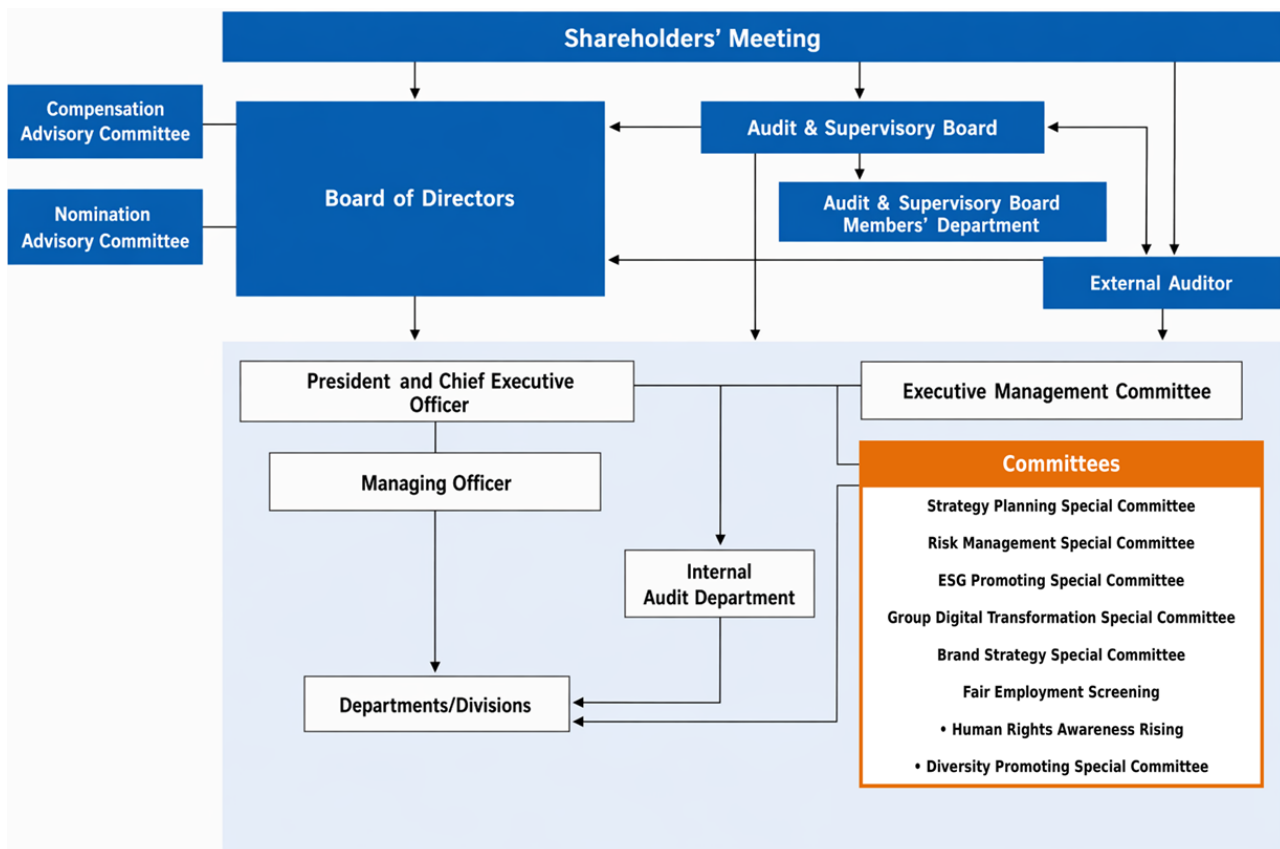 Shareholders’ Meeting
Compensation
Advisory Committee
Nomination
Advisory Committee
Board of Directors
Audit & Supervisory Board
Audit & Supervisory Board
Members’ Department
External Auditor
President and Chief Executive
Officer
Executive Management Committee
Managing Officer
Internal
Audit Department
Departments/Divisions
Committees
Strategy Planning Special Committee
Risk Management Special Committee
ESG Promoting Special Committee
Group Digital Transformation Special Committee
Brand Strategy Special Committee
Fair Employment Screening
• Human Rights Awareness Rising
• Diversity Promoting Special Committee